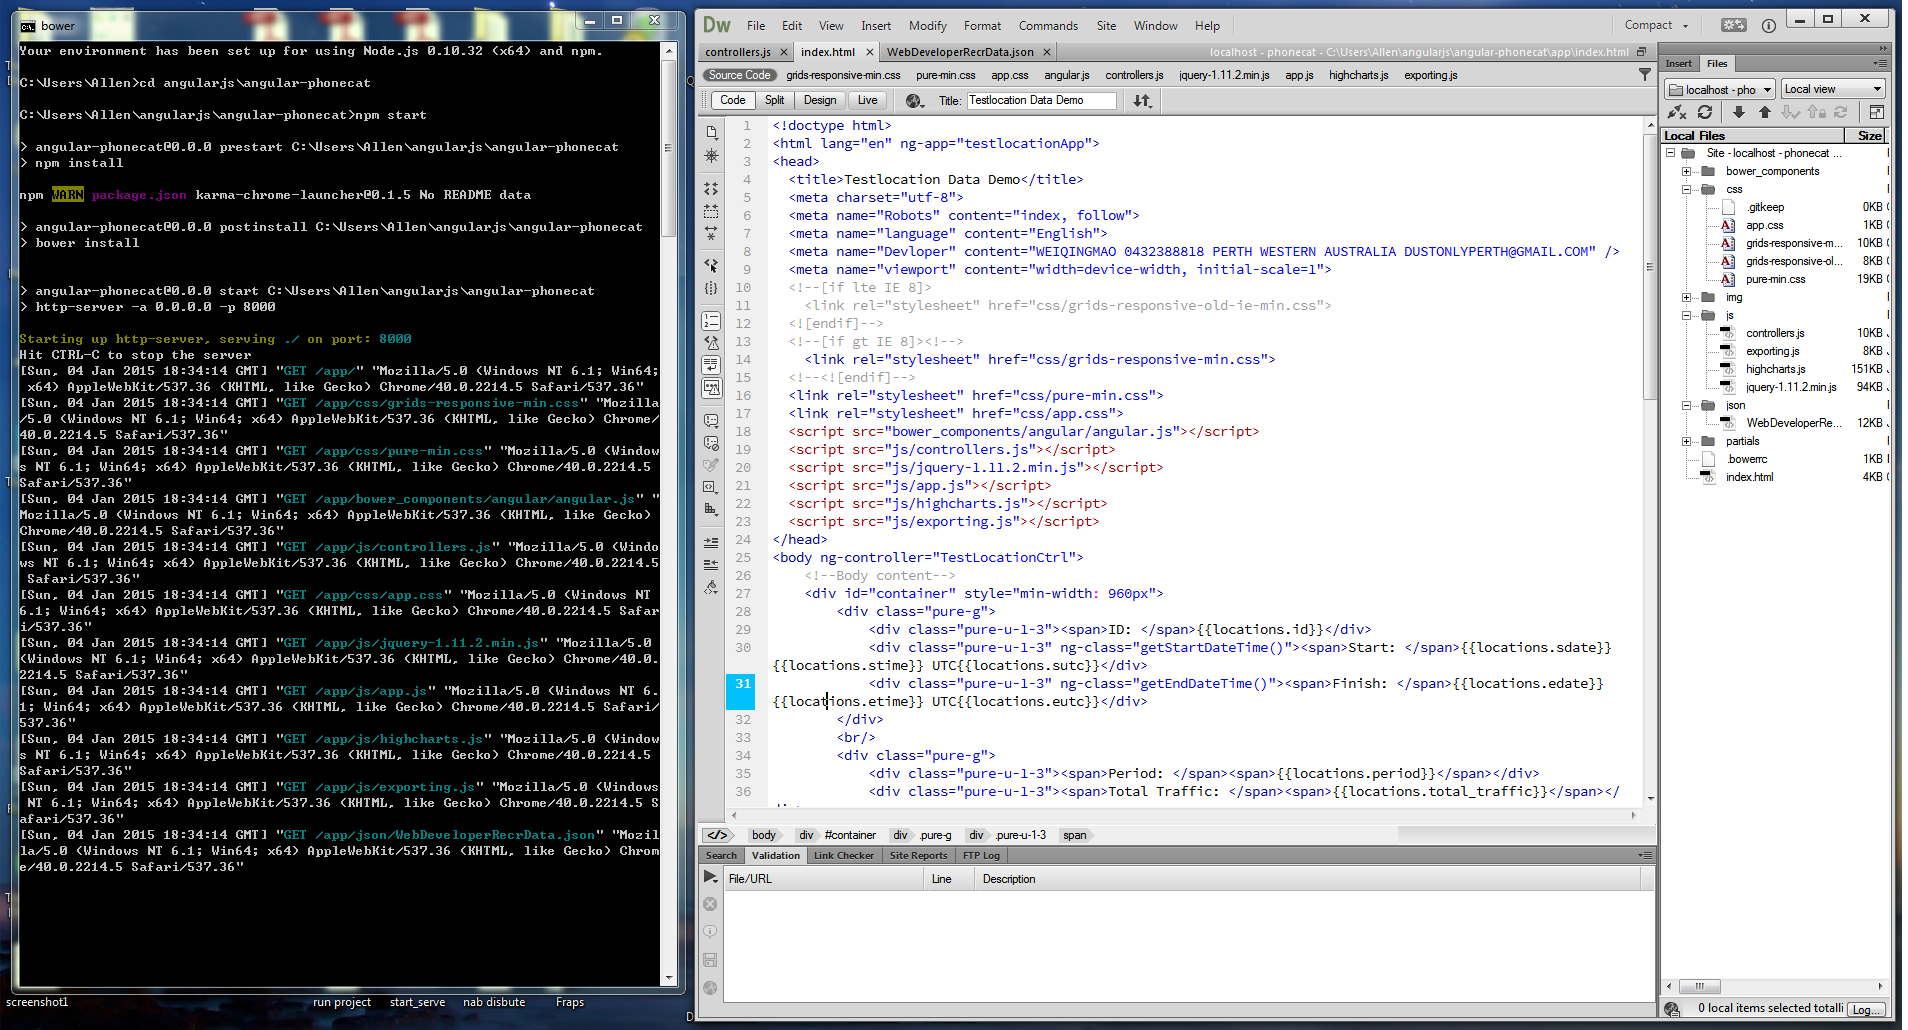 bower
Your environment has been set up for using Node.js 0.10.32 (x64) and npm.
C:\Users\Allen>cd angularjs\angular-phonecat
C:\Users\Allen\angularjs\angular-phonecat>npm start
> angular-phonecat@0.0.0 prestart C:\Users\Allen\angularjs\angular-phonecat
> npm install
npm WARN package.json karma-chrome-launcher@0.1.5 No README data
> angular-phonecat@0.0.0 postinstall C:\Users\Allen\angularjs\angular-phonecat
> bower install
> angular-phonecat@0.0.0 start C:\Users\Allen\angularjs\angular-phonecat
> http-server -a 0.0.0.0 -p 8000
Starting up http-server, serving ./ on port: 8000
Hit CTRL-C to stop the server
[Sun, 04 Jan 2015 18:34:14 GMT] "GET /app/" "Mozilla/5.0 (Windows NT 6.1; Win64;
 x64) AppleWebKit/537.36 (KHTML, like Gecko) Chrome/40.0.2214.5 Safari/537.36"
[Sun, 04 Jan 2015 18:34:14 GMT] "GET /app/css/grids-responsive-min.css" "Mozilla
/5.0 (Windows NT 6.1; Win64; x64) AppleWebKit/537.36 (KHTML, like Gecko) Chrome/
40.0.2214.5 Safari/537.36"
[Sun, 04 Jan 2015 18:34:14 GMT] "GET /app/css/pure-min.css" "Mozilla/5.0 (Window
s NT 6.1; Win64; x64) AppleWebKit/537.36 (KHTML, like Gecko) Chrome/40.0.2214.5
Safari/537.36"
[Sun, 04 Jan 2015 18:34:14 GMT] "GET /app/bower_components/angular/angular.js" "
Mozilla/5.0 (Windows NT 6.1; Win64; x64) AppleWebKit/537.36 (KHTML, like Gecko)
Chrome/40.0.2214.5 Safari/537.36"
[Sun, 04 Jan 2015 18:34:14 GMT] "GET /app/js/controllers.js" "Mozilla/5.0 (Windo
ws NT 6.1; Win64; x64) AppleWebKit/537.36 (KHTML, like Gecko) Chrome/40.0.2214.5
 Safari/537.36"
[Sun, 04 Jan 2015 18:34:14 GMT] "GET /app/css/app.css" "Mozilla/5.0 (Windows NT
6.1; Win64; x64) AppleWebKit/537.36 (KHTML, like Gecko) Chrome/40.0.2214.5 Safar
i/537.36"
[Sun, 04 Jan 2015 18:34:14 GMT] "GET /app/js/jquery-1.11.2.min.js" "Mozilla/5.0
(Windows NT 6.1; Win64; x64) AppleWebKit/537.36 (KHTML, like Gecko) Chrome/40.0.
2214.5 Safari/537.36"
[Sun, 04 Jan 2015 18:34:14 GMT] "GET /app/js/app.js" "Mozilla/5.0 (Windows NT 6.
1; Win64; x64) AppleWebKit/537.36 (KHTML, like Gecko) Chrome/40.0.2214.5 Safari/
537.36"
[Sun, 04 Jan 2015 18:34:14 GMT] "GET /app/js/highcharts.js" "Mozilla/5.0 (Window
s NT 6.1; Win64; x64) AppleWebKit/537.36 (KHTML, like Gecko) Chrome/40.0.2214.5
Safari/537.36"
[Sun, 04 Jan 2015 18:34:14 GMT] "GET /app/js/exporting.js" "Mozilla/5.0 (Windows
 NT 6.1; Win64; x64) AppleWebKit/537.36 (KHTML, like Gecko) Chrome/40.0.2214.5 S
afari/537.36"
[Sun, 04 Jan 2015 18:34:14 GMT] "GET /app/json/WebDeveloperRecrData.json" "Mozil
la/5.0 (Windows NT 6.1; Win64; x64) AppleWebKit/537.36 (KHTML, like Gecko) Chrom
e/40.0.2214.5 Safari/537.36"
screenshot1 run project start_serve nab disbute Fraps
Dw File Edit View Insert Modify Format Commands Site Window Help Compact
controllers.js index.html WebDeveloperRecrData.json localhost - phonecat - C:\Users\Allen\angularjs\angular-phonecat\app\index.html
Source Code grids-responsive-min.css pure-min.css app.css angular.js controllers.js jquery-1.11.2.min.js app.js highcharts.js exporting.js
Code Split Design Live Title: Testlocation Data Demo
1 <!doctype html>
2 <html lang="en" ng-app="testlocationApp">
3 <head>
4 <title>Testlocation Data Demo</title>
5 <meta charset="utf-8">
6 <meta name="Robots" content="index, follow">
7 <meta name="language" content="English">
8 <meta name="Devloper" content="WEIQINGMAO 0432388818 PERTH WESTERN AUSTRALIA DUSTONLYPERTH@GMAIL.COM" />
9 <meta name="viewport" content="width=device-width, initial-scale=1">
10 <!--[if lte IE 8]>
11 <link rel="stylesheet" href="css/grids-responsive-old-ie-min.css">
12 <![endif]-->
13 <!--[if gt IE 8]><!-->
14 <link rel="stylesheet" href="css/grids-responsive-min.css">
15 <!--<![endif]-->
16 <link rel="stylesheet" href="css/pure-min.css">
17 <link rel="stylesheet" href="css/app.css">
18 <script src="bower_components/angular/angular.js"></script>
19 <script src="js/controllers.js"></script>
20 <script src="js/jquery-1.11.2.min.js"></script>
21 <script src="js/app.js"></script>
22 <script src="js/highcharts.js"></script>
23 <script src="js/exporting.js"></script>
24 </head>
25 <body ng-controller="TestLocationCtrl">
26 <!--Body content-->
27 <div id="container" style="min-width: 960px">
28 <div class="pure-g">
29 <div class="pure-u-1-3"><span>ID: </span>{{locations.id}}</div>
30 <div class="pure-u-1-3" ng-class="getStartDateTime()"><span>Start: </span>{{locations.sdate}}
{{locations.stime}} UTC{{locations.sutc}}</div>
31 <div class="pure-u-1-3" ng-class="getEndDateTime()"><span>Finish: </span>{{locations.edate}}
{{locations.etime}} UTC{{locations.eutc}}</div>
32 </div>
33 <br/>
34 <div class="pure-g">
35 <div class="pure-u-1-3"><span>Period: </span><span>{{locations.period}}</span></div>
36 <div class="pure-u-1-3"><span>Total Traffic: </span><span>{{locations.total_traffic}}</span></
</> body div #container div .pure-g div .pure-u-1-3 span
Search Validation Link Checker Site Reports FTP Log
File/URL Line Description
Insert Files
localhost - pho Local view
Local Files Size
Site - localhost - phonecat ...
bower_components
css
.gitkeep 0KB
app.css 1KB
grids-responsive-m... 10KB
grids-responsive-ol... 8KB
pure-min.css 19KB
img
js
controllers.js 10KB
exporting.js 8KB
highcharts.js 151KB
jquery-1.11.2.min.js 94KB
json
WebDeveloperRe... 12KB
partials
.bowerrc 1KB
index.html 4KB
0 local items selected totalli Log...